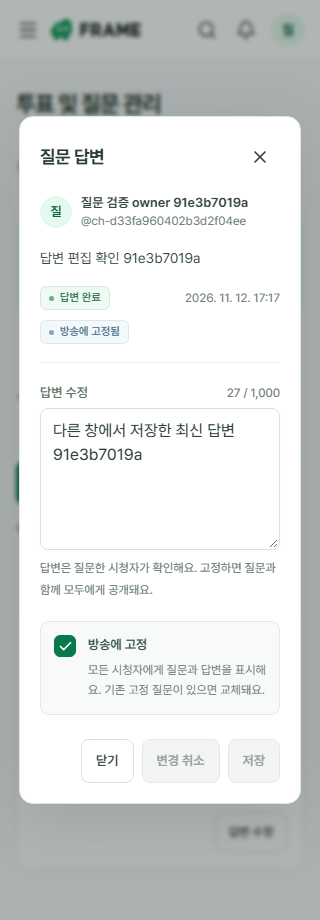 FRAME
투표 및 질문 관리
질문 답변
질
질문 검증 owner 91e3b7019a
@ch-d33fa960402b3d2f04ee
답변 편집 확인 91e3b7019a
답변 완료
2026. 11. 12. 17:17
방송에 고정됨
답변 수정
27 / 1,000
다른 창에서 저장한 최신 답변
91e3b7019a
답변은 질문한 시청자가 확인해요. 고정하면 질문과
함께 모두에게 공개돼요.
방송에 고정
모든 시청자에게 질문과 답변을 표시해
요. 기존 고정 질문이 있으면 교체돼요.
닫기
변경 취소
저장
답변 수정